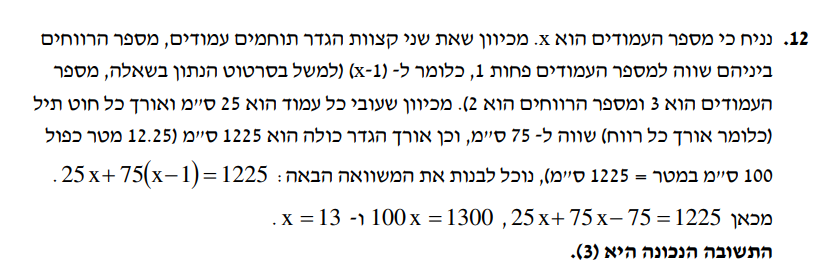 12. נניח כי מספר העמודים הוא x. מכיוון שאת שני קצוות הגדר תוחמים עמודים, מספר הרווחים
ביניהם שווה למספר העמודים פחות 1, כלומר ל- (x-1) (למשל בסרטוט הנתון בשאלה, מספר
העמודים הוא 3 ומספר הרווחים הוא 2). מכיוון שעובי כל עמוד הוא 25 ס״מ ואורך כל חוט תיל
(כלומר אורך כל רווח) שווה ל- 75 ס״מ, וכן אורך הגדר כולה הוא 1225 ס״מ (12.25 מטר כפול
100 ס״מ במטר = 1225 ס״מ), נוכל לבנות את המשוואה הבאה: 25x+75(x−1)=1225 .
מכאן 25x+75x−75=1225 , 100x=1300 ו- x=13 .
התשובה הנכונה היא (3).